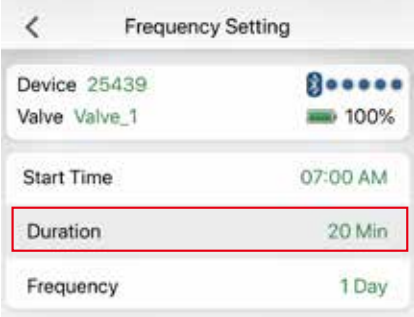 Frequency Setting
Device 25439
Valve Valve_1 100%
Start Time 07:00 AM
Duration 20 Min
Frequency 1 Day